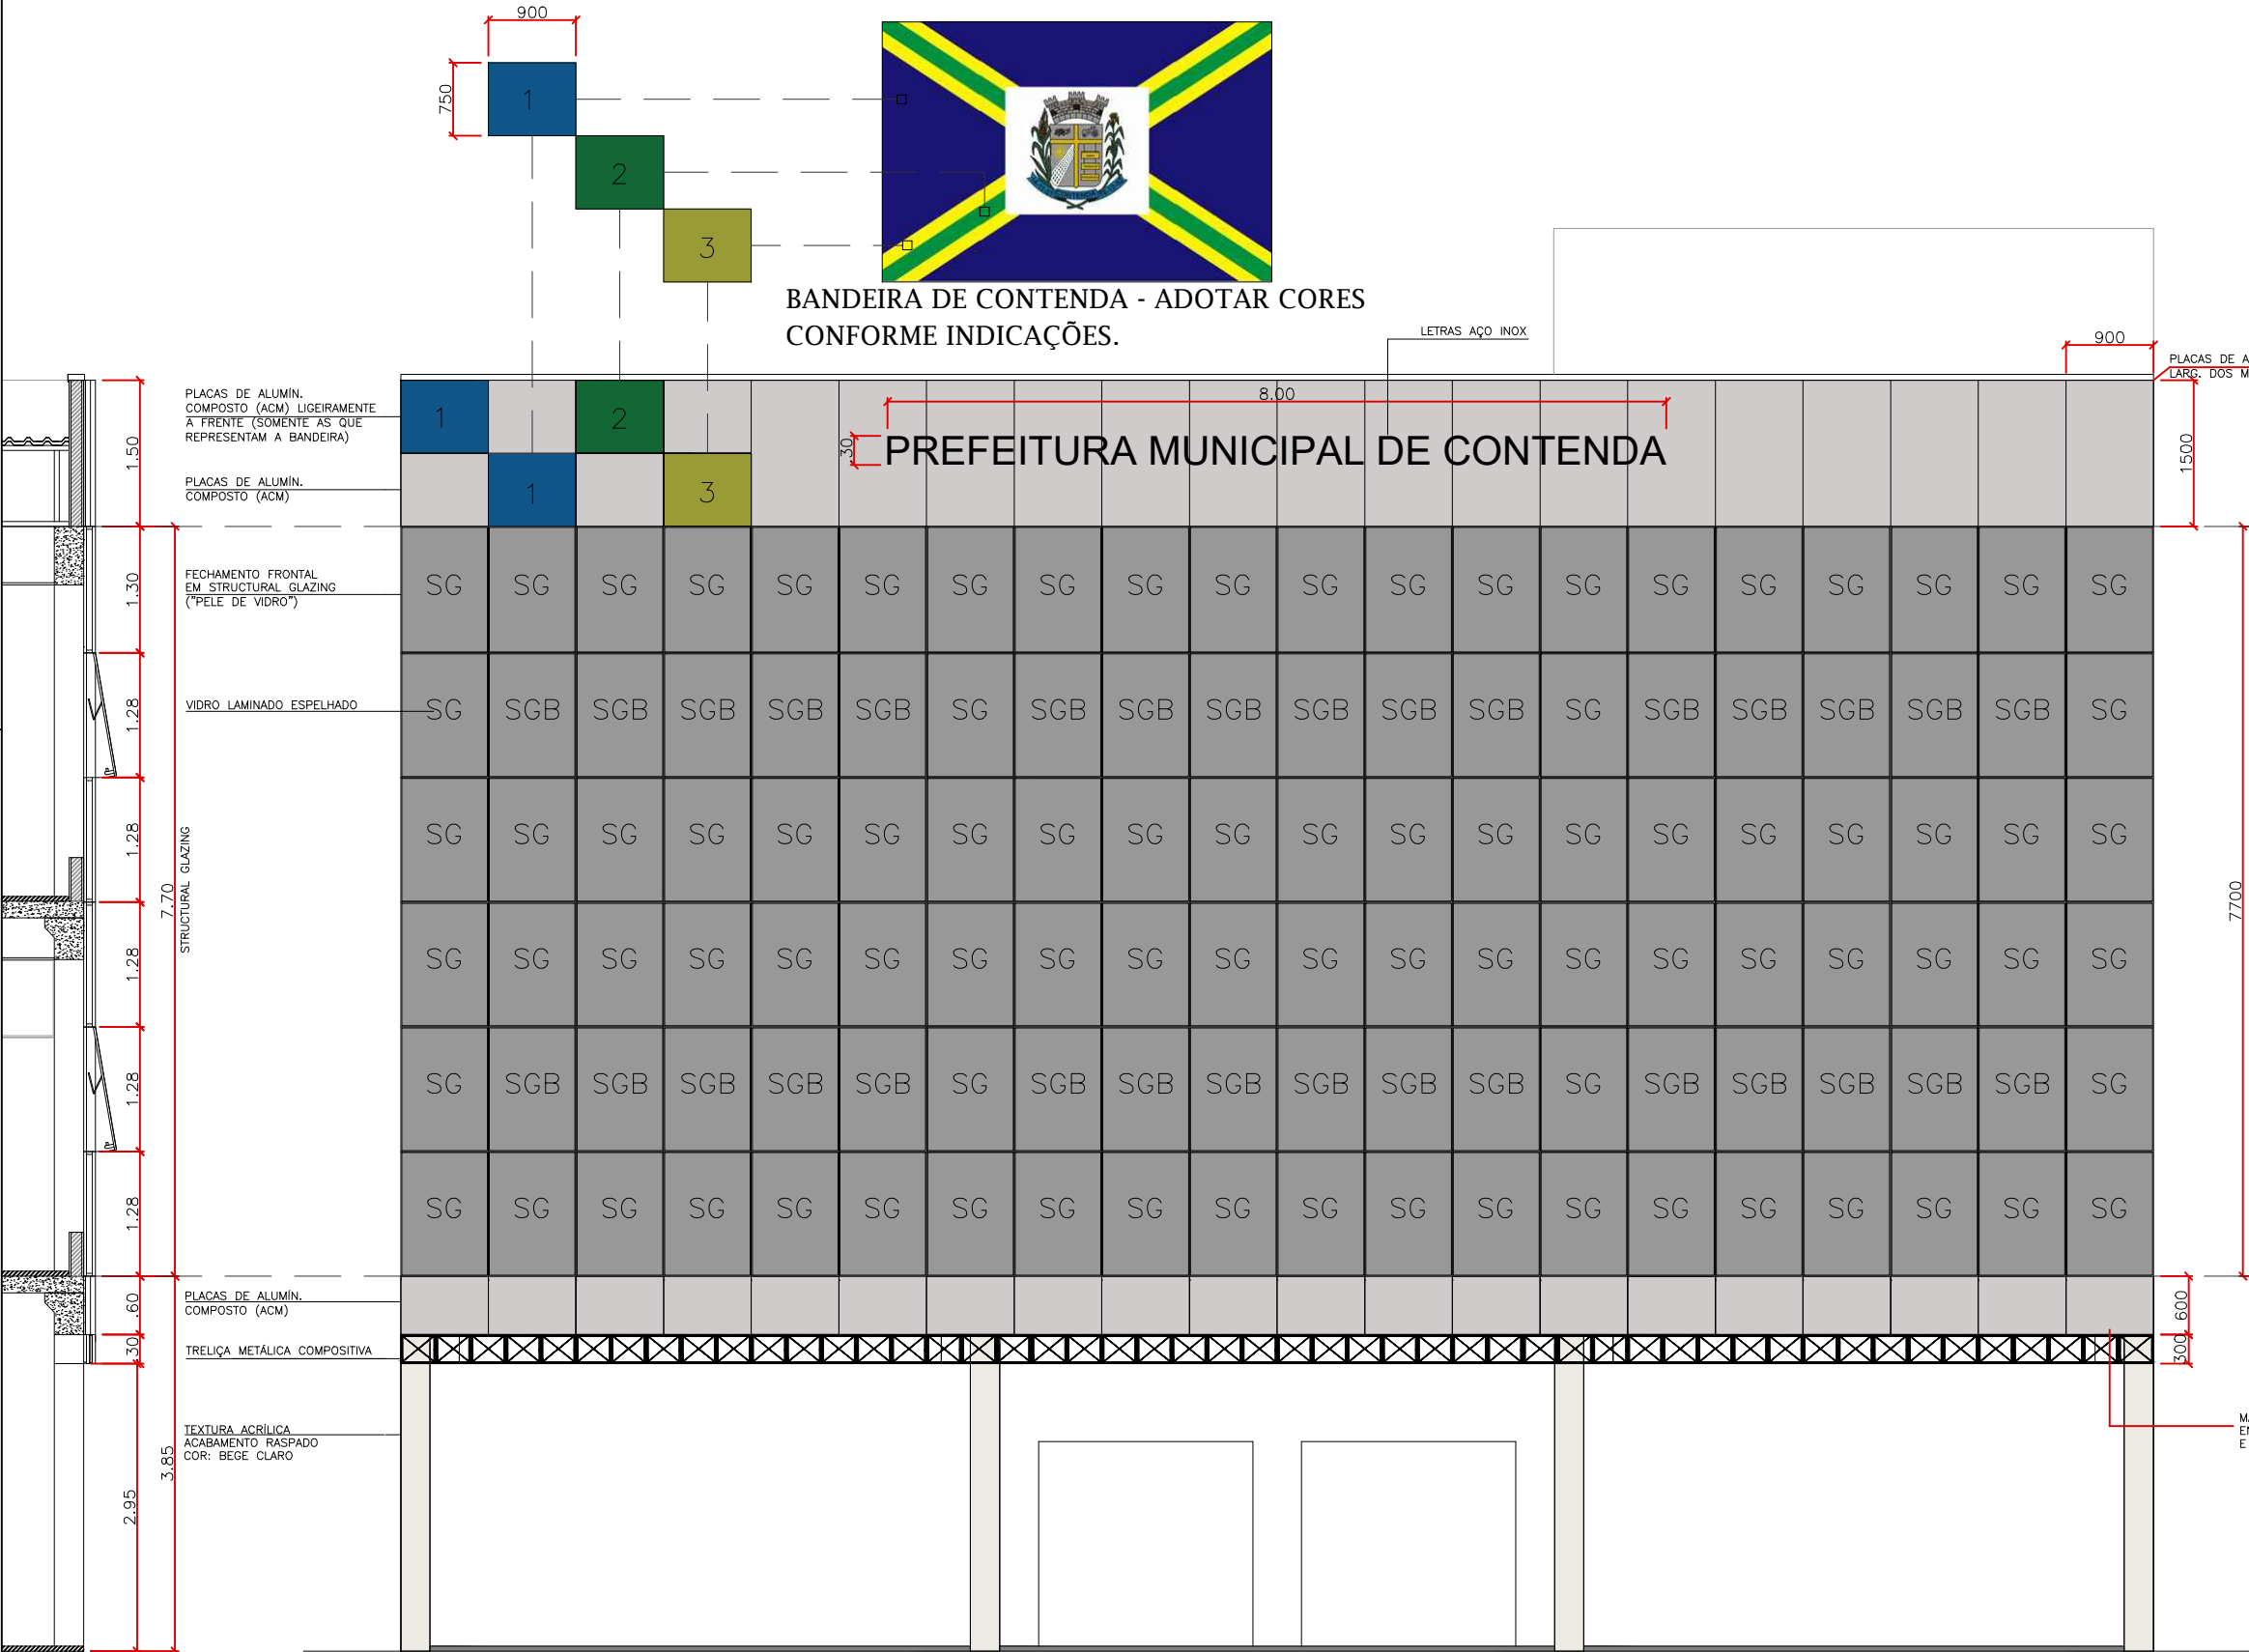 900
750
1
2
3
BANDEIRA DE CONTENDA - ADOTAR CORES
CONFORME INDICAÇÕES.
LETRAS AÇO INOX
900
PLACAS DE A
LARG. DOS M
PLACAS DE ALUMÍN.
COMPOSTO (ACM) LIGEIRAMENTE
A FRENTE (SOMENTE AS QUE
REPRESENTAM A BANDEIRA)
1.50
1
2
8.00
.30
PREFEITURA MUNICIPAL DE CONTENDA
1500
PLACAS DE ALUMÍN.
COMPOSTO (ACM)
1
3
FECHAMENTO FRONTAL
EM STRUCTURAL GLAZING
("PELE DE VIDRO")
1.30
SG SG SG SG SG SG SG SG SG SG SG SG SG SG SG SG SG SG SG SG
VIDRO LAMINADO ESPELHADO
1.28
SG SGB SGB SGB SGB SGB SG SGB SGB SGB SGB SGB SGB SG SGB SGB SGB SGB SGB SG
1.28
SG SG SG SG SG SG SG SG SG SG SG SG SG SG SG SG SG SG SG SG
7.70
STRUCTURAL GLAZING
7700
1.28
SG SG SG SG SG SG SG SG SG SG SG SG SG SG SG SG SG SG SG SG
1.28
SG SGB SGB SGB SGB SGB SG SGB SGB SGB SGB SGB SGB SG SGB SGB SGB SGB SGB SG
1.28
SG SG SG SG SG SG SG SG SG SG SG SG SG SG SG SG SG SG SG SG
PLACAS DE ALUMÍN.
COMPOSTO (ACM)
.60
600
TRELIÇA METÁLICA COMPOSITIVA
.30
300
TEXTURA ACRÍLICA
ACABAMENTO RASPADO
COR: BEGE CLARO
3.85
2.95
E